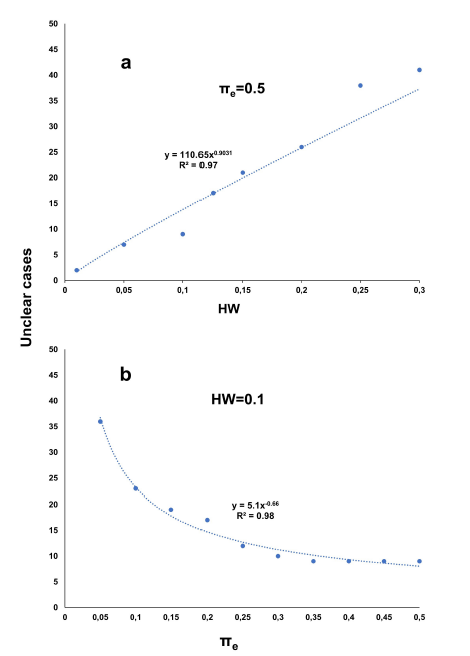 50
45
40
35
30
25
20
15
10
5
0
a
πe=0.5
y = 110.65x^0.9031
R² = 0.97
0 0,05 0,1 0,15 0,2 0,25 0,3
HW
Unclear cases
50
45
40
35
30
25
20
15
10
5
0
b
HW=0.1
y = 5.1x^-0.66
R² = 0.98
0 0,05 0,1 0,15 0,2 0,25 0,3 0,35 0,4 0,45 0,5
πe